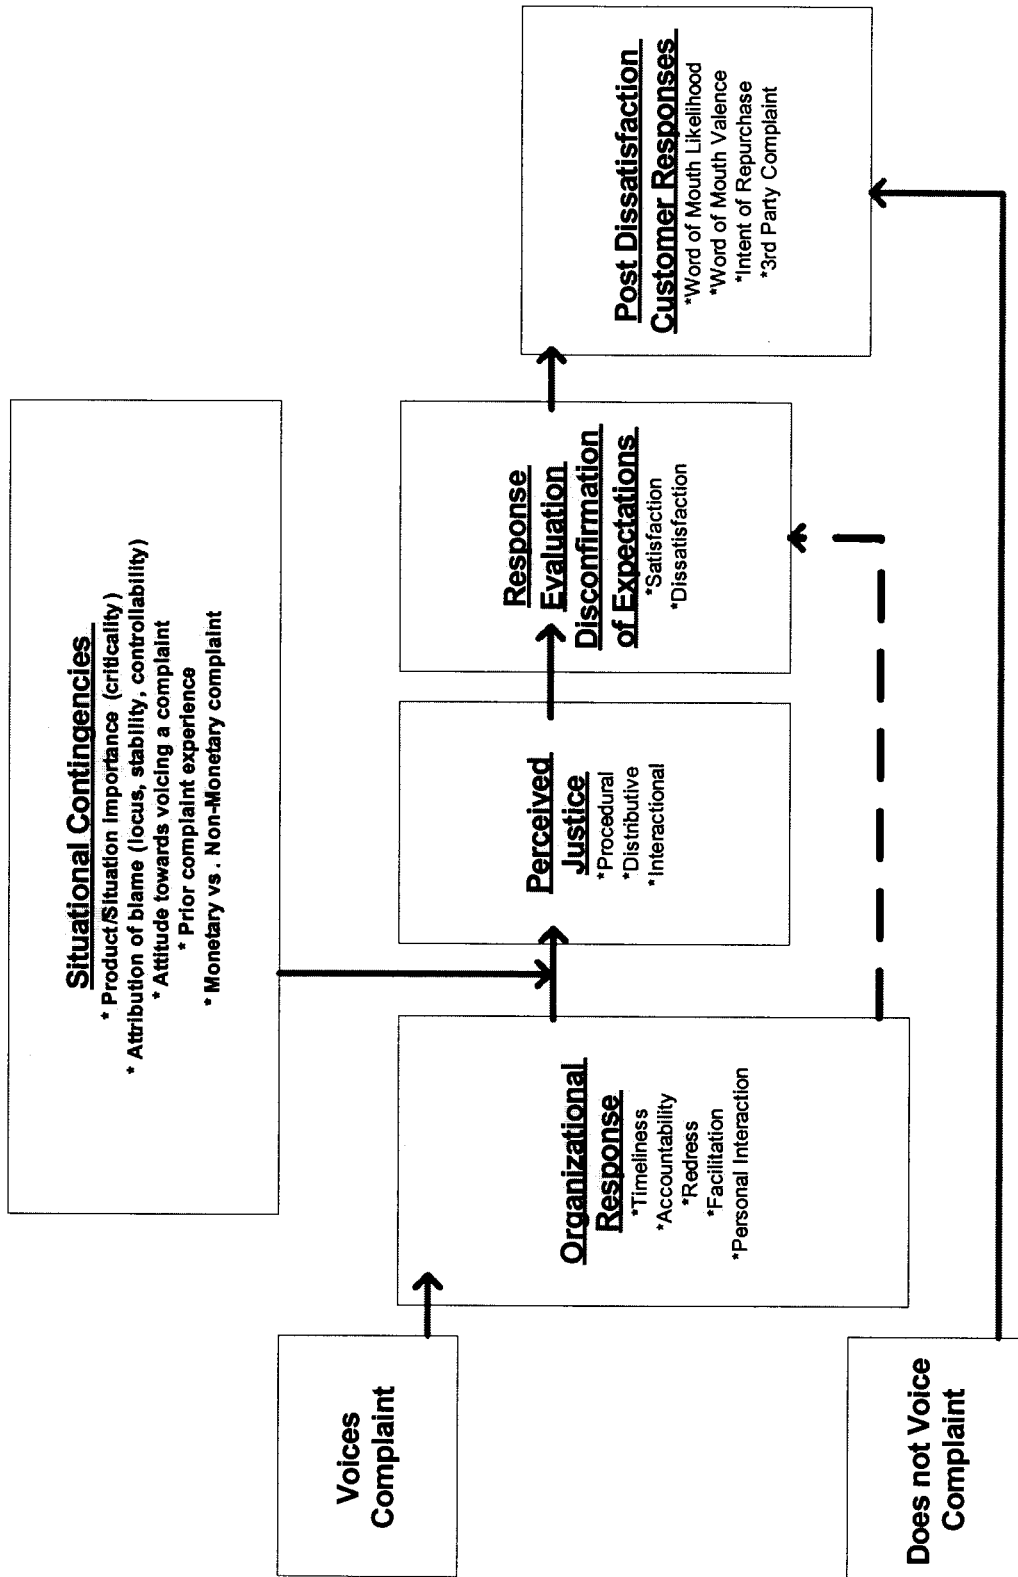 Situational Contingencies
* Product/Situation Importance (criticality)
* Attribution of blame (locus, stability, controllability)
* Attitude towards voicing a complaint
* Prior complaint experience
* Monetary vs. Non-Monetary complaint
Voices
Complaint
Organizational
Response
*Timeliness
*Accountability
*Redress
*Facilitation
*Personal Interaction
Perceived
Justice
*Procedural
*Distributive
*Interactional
Response
Evaluation
Disconfirmation
of Expectations
*Satisfaction
*Dissatisfaction
Post Dissatisfaction
Customer Responses
*Word of Mouth Likelihood
*Word of Mouth Valence
*Intent of Repurchase
*3rd Party Complaint
Does not Voice
Complaint